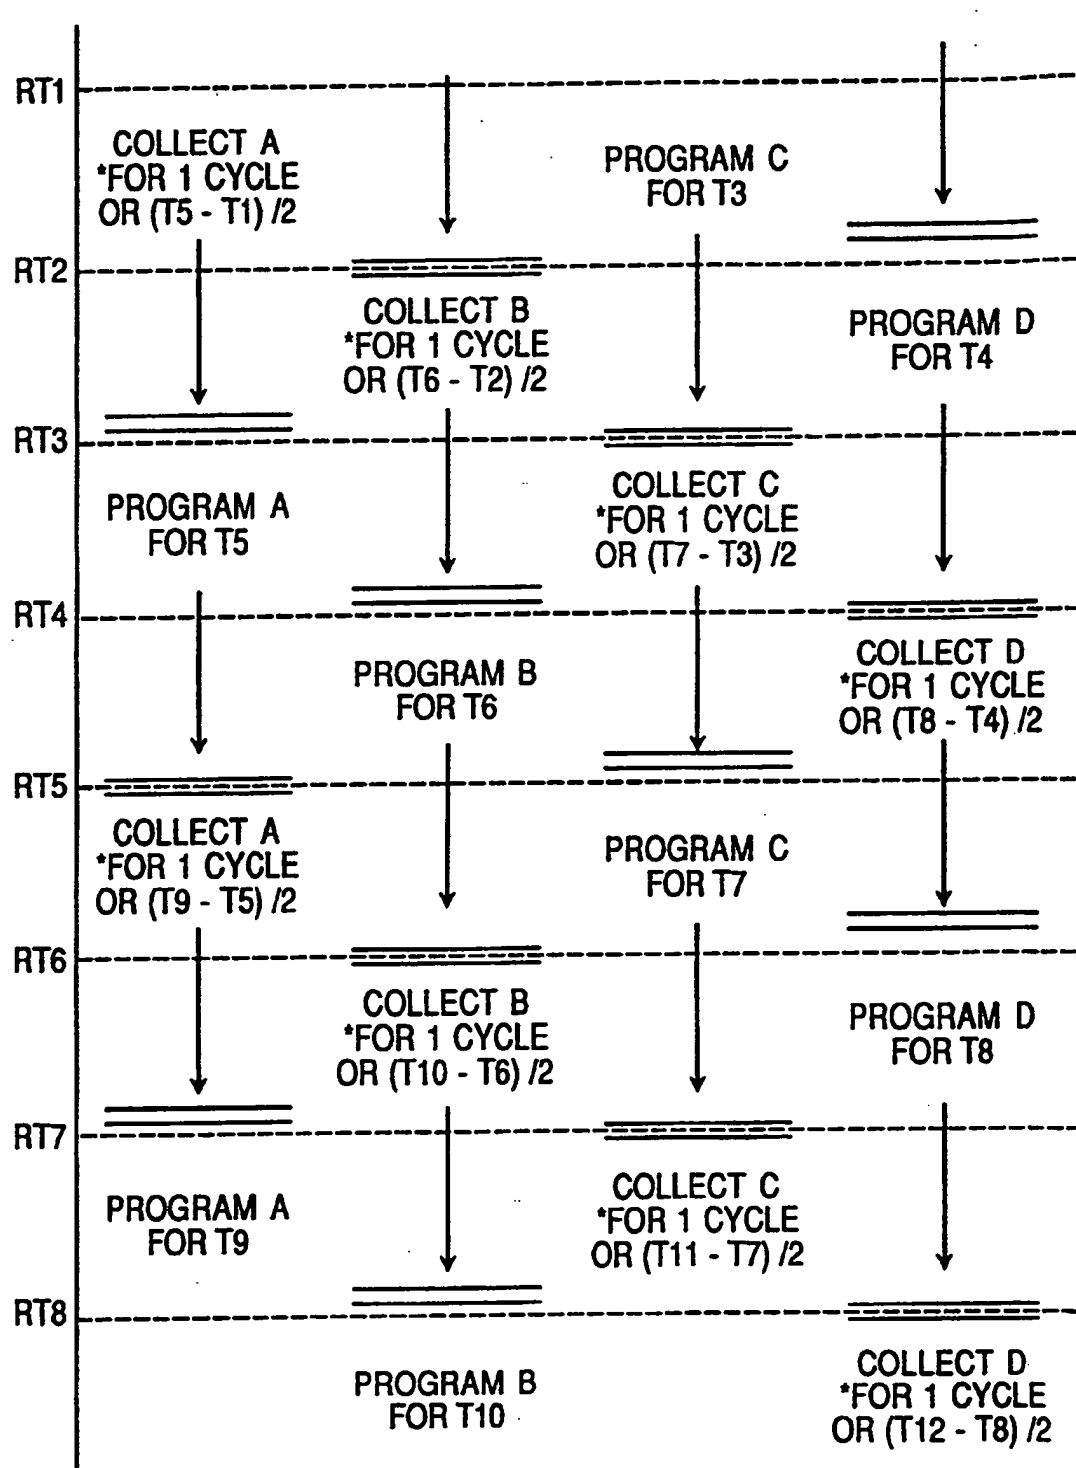 RT1
COLLECT A
*FOR 1 CYCLE
OR (T5 - T1) /2
PROGRAM C
FOR T3
RT2
COLLECT B
*FOR 1 CYCLE
OR (T6 - T2) /2
PROGRAM D
FOR T4
RT3
PROGRAM A
FOR T5
COLLECT C
*FOR 1 CYCLE
OR (T7 - T3) /2
RT4
PROGRAM B
FOR T6
COLLECT D
*FOR 1 CYCLE
OR (T8 - T4) /2
RT5
COLLECT A
*FOR 1 CYCLE
OR (T9 - T5) /2
PROGRAM C
FOR T7
RT6
COLLECT B
*FOR 1 CYCLE
OR (T10 - T6) /2
PROGRAM D
FOR T8
RT7
PROGRAM A
FOR T9
COLLECT C
*FOR 1 CYCLE
OR (T11 - T7) /2
RT8
PROGRAM B
FOR T10
COLLECT D
*FOR 1 CYCLE
OR (T12 - T8) /2